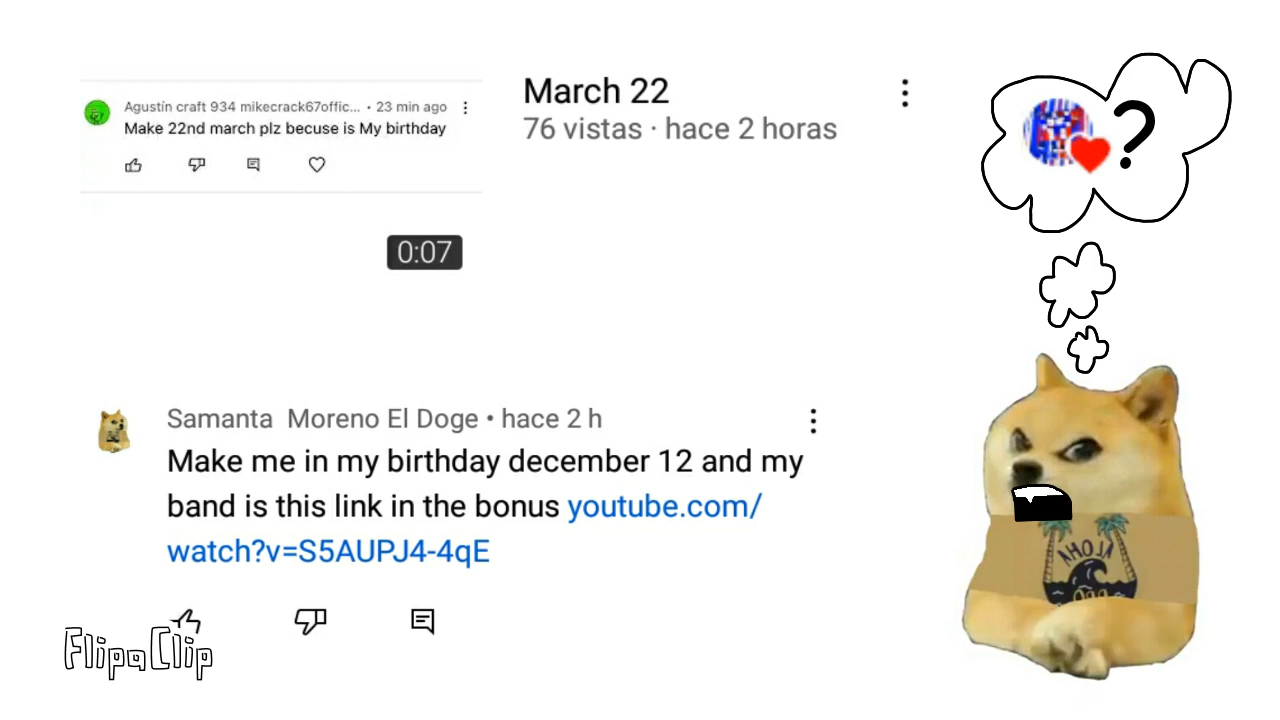 Agustín craft 934 mikecrack67offic... • 23 min ago
Make 22nd march plz becuse is My birthday
0:07
March 22
76 vistas · hace 2 horas
?
Samanta Moreno El Doge • hace 2 h
Make me in my birthday december 12 and my
band is this link in the bonus youtube.com/
watch?v=S5AUPJ4-4qE
ALOHA
FlipaClip